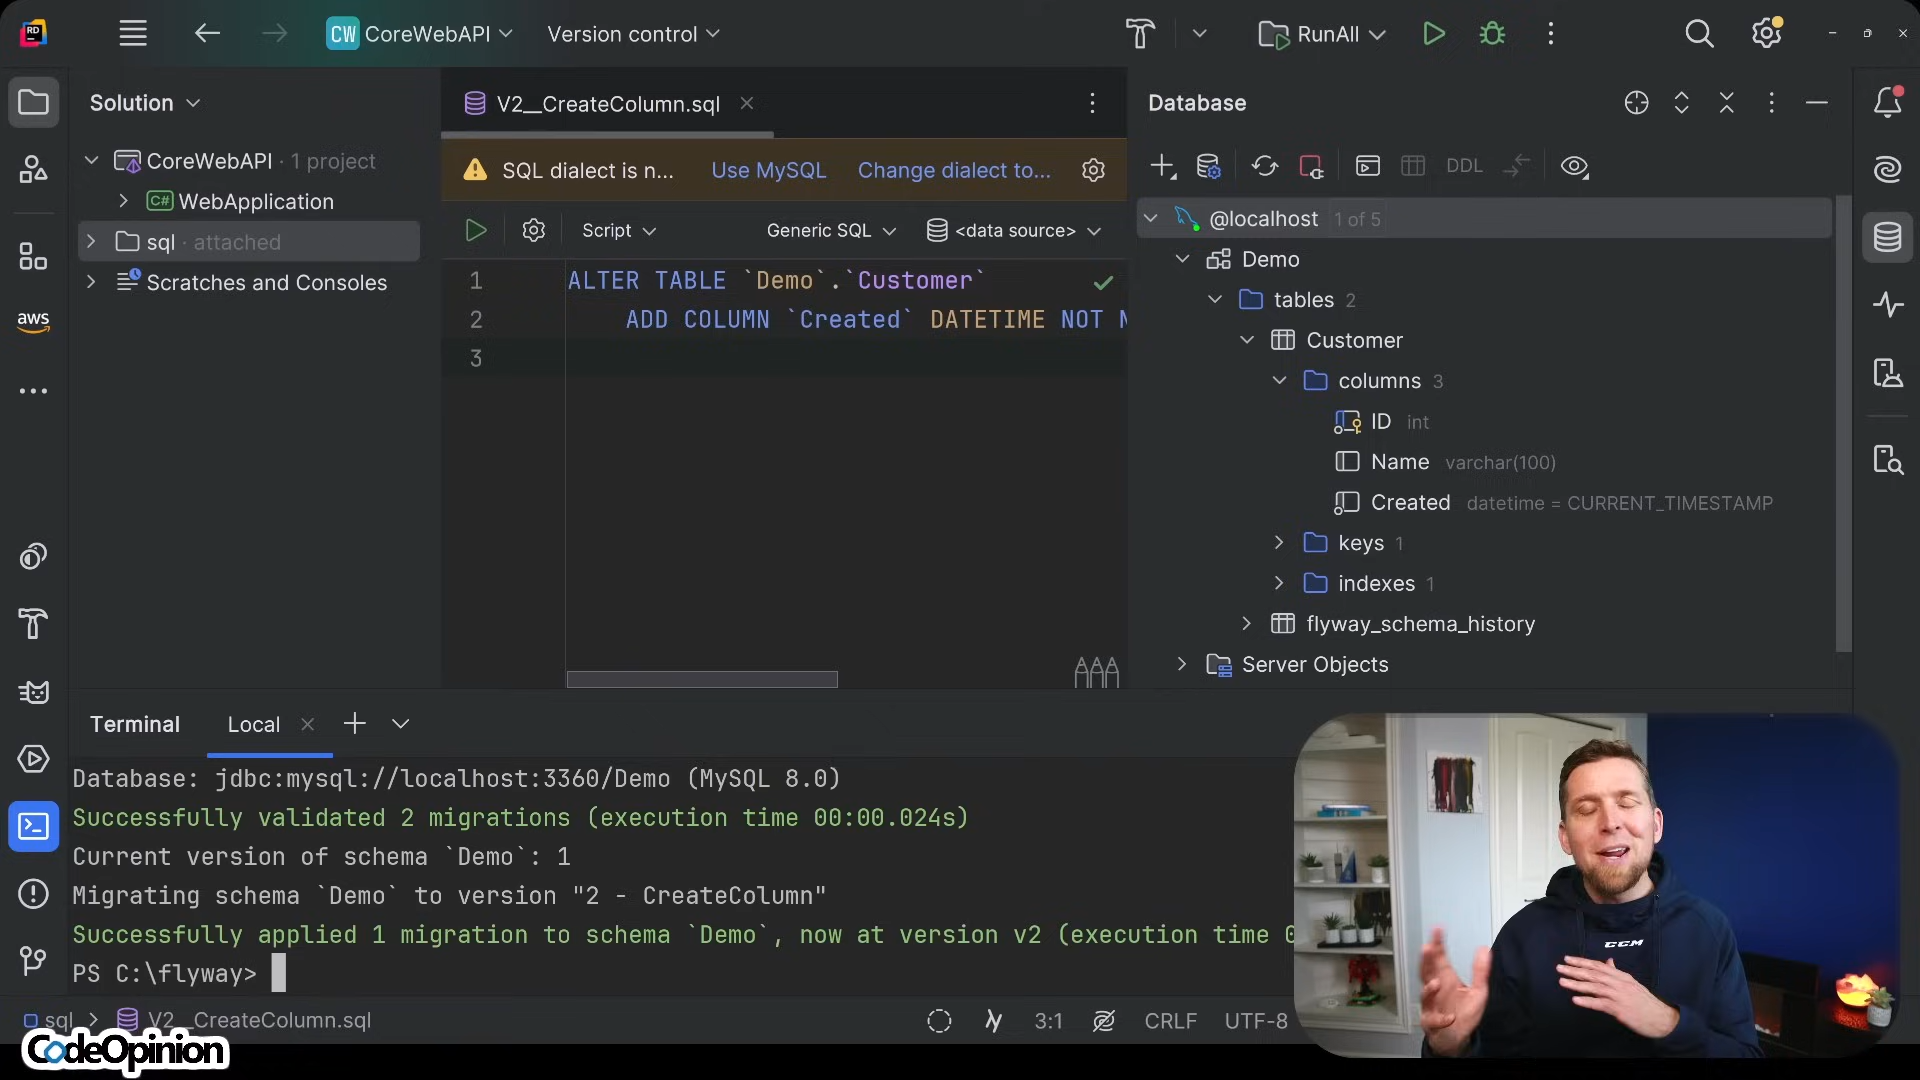 RD
CW CoreWebAPI
Version control
RunAll
Solution
CoreWebAPI · 1 project
C# WebApplication
sql · attached
Scratches and Consoles
aws
V2__CreateColumn.sql
SQL dialect is n...
Use MySQL
Change dialect to...
Script
Generic SQL
<data source>
1 ALTER TABLE `Demo`.`Customer`
2 ADD COLUMN `Created` DATETIME NOT N
3
Database
DDL
@localhost 1 of 5
Demo
tables 2
Customer
columns 3
ID int
Name varchar(100)
Created datetime = CURRENT_TIMESTAMP
keys 1
indexes 1
flyway_schema_history
Server Objects
Terminal
Local
Database: jdbc:mysql://localhost:3360/Demo (MySQL 8.0)
Successfully validated 2 migrations (execution time 00:00.024s)
Current version of schema `Demo`: 1
Migrating schema `Demo` to version "2 - CreateColumn"
Successfully applied 1 migration to schema `Demo`, now at version v2 (execution time 0
PS C:\flyway>
CCM
sql > V2__CreateColumn.sql
3:1
CRLF
UTF-8
CodeOpinion